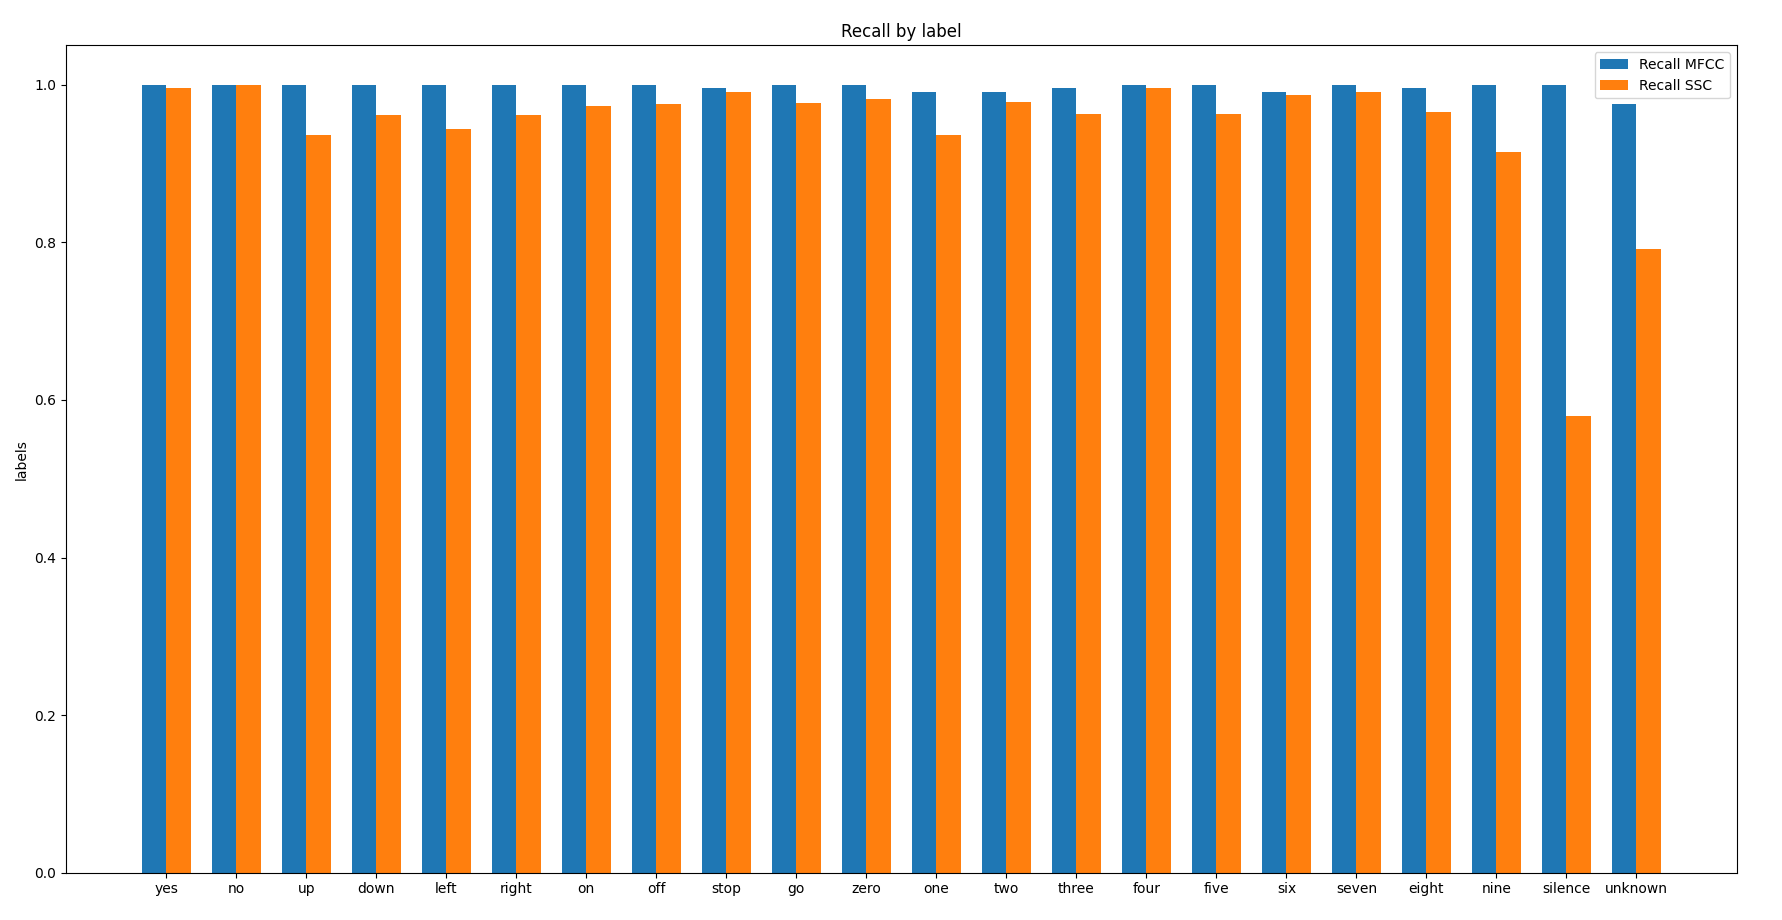 Recall by label
Recall MFCC
Recall SSC
1.0
0.8
0.6
0.4
0.2
0.0
labels
yes no up down left right on off stop go zero one two three four five six seven eight nine silence unknown